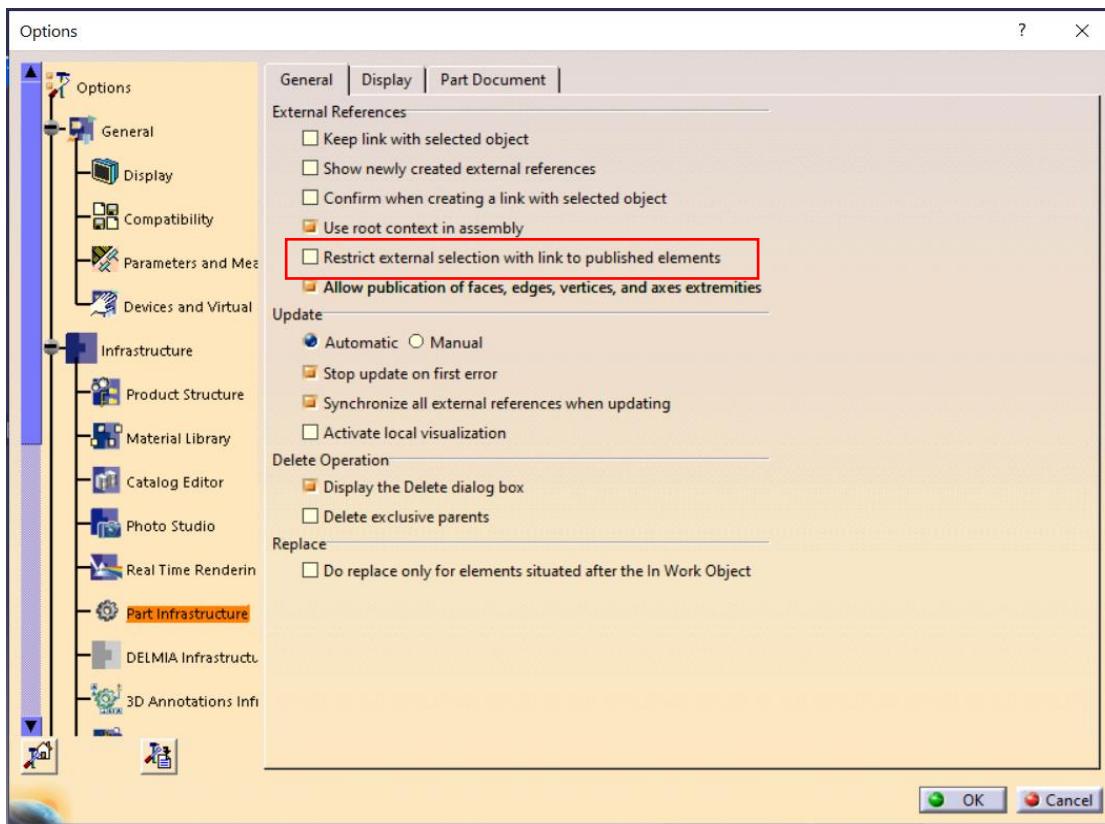 Options
?
Options
General
Display
Compatibility
Parameters and Mea
Devices and Virtual
Infrastructure
Product Structure
Material Library
Catalog Editor
Photo Studio
Real Time Renderin
Part Infrastructure
DELMIA Infrastructu
3D Annotations Infr
General Display Part Document
External References
Keep link with selected object
Show newly created external references
Confirm when creating a link with selected object
Use root context in assembly
Restrict external selection with link to published elements
Allow publication of faces, edges, vertices, and axes extremities
Update
Automatic Manual
Stop update on first error
Synchronize all external references when updating
Activate local visualization
Delete Operation
Display the Delete dialog box
Delete exclusive parents
Replace
Do replace only for elements situated after the In Work Object
OK Cancel